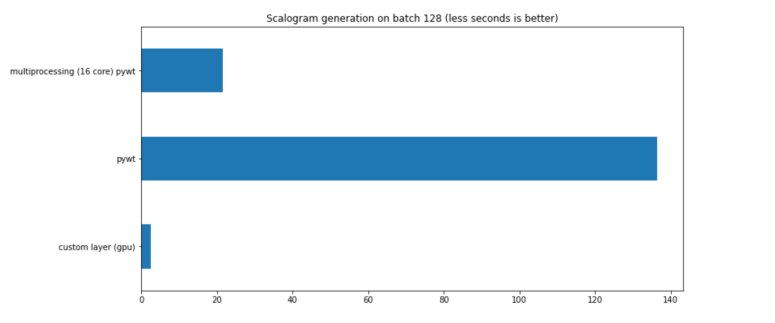 Scalogram generation on batch 128 (less seconds is better)
multiprocessing (16 core) pywt
pywt
custom layer (gpu)
0 20 40 60 80 100 120 140